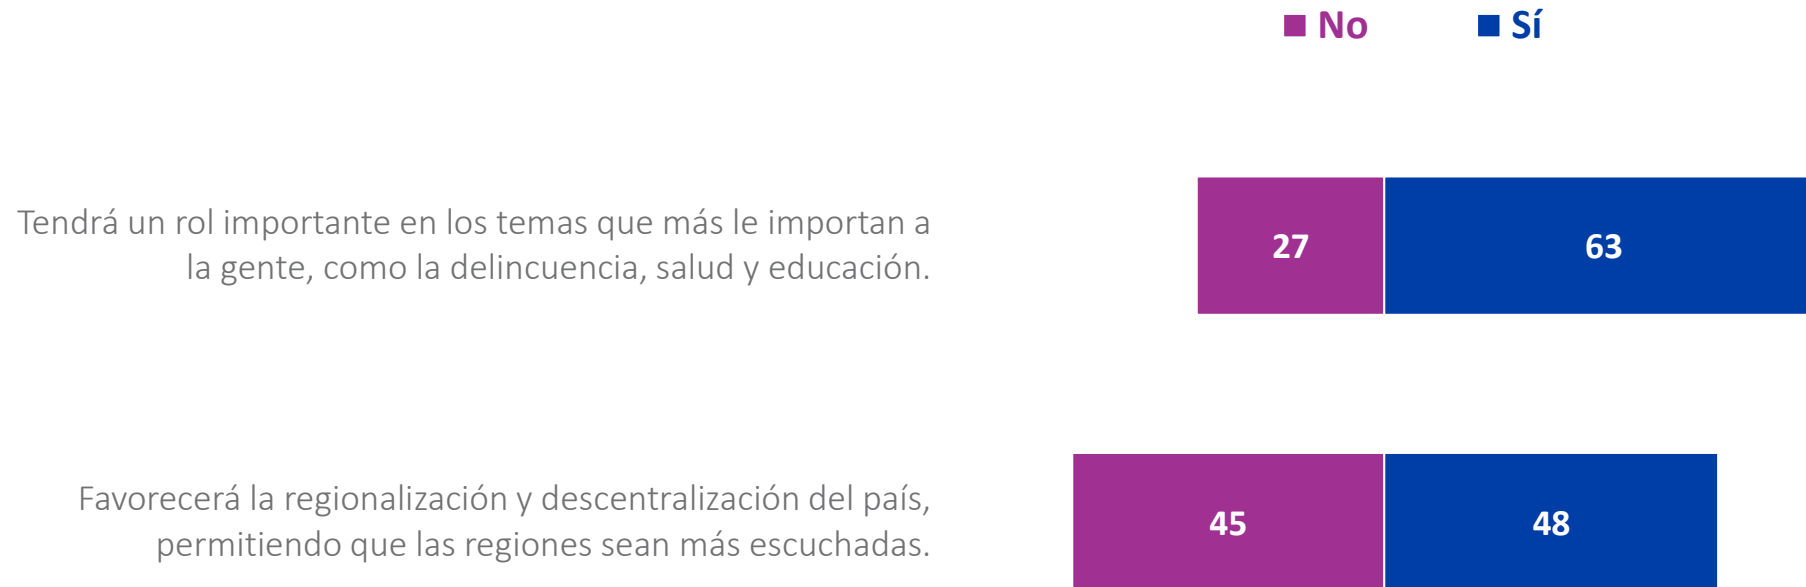 No Sí
Tendrá un rol importante en los temas que más le importan a
la gente, como la delincuencia, salud y educación.
27 63
Favorecerá la regionalización y descentralización del país,
permitiendo que las regiones sean más escuchadas.
45 48